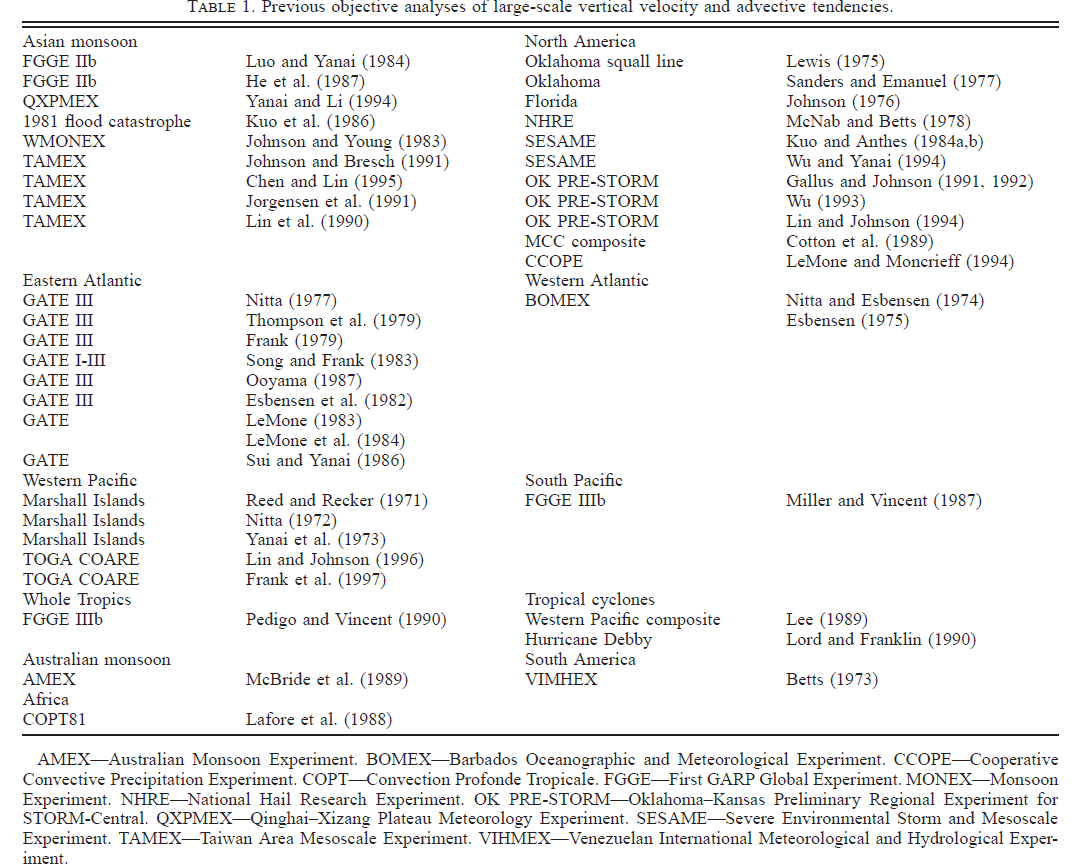 TABLE 1. Previous objective analyses of large-scale vertical velocity and advective tendencies.
Asian monsoon
FGGE IIb Luo and Yanai (1984)
FGGE IIb He et al. (1987)
QXPMEX Yanai and Li (1994)
1981 flood catastrophe Kuo et al. (1986)
WMONEX Johnson and Young (1983)
TAMEX Johnson and Bresch (1991)
TAMEX Chen and Lin (1995)
TAMEX Jorgensen et al. (1991)
TAMEX Lin et al. (1990)
Eastern Atlantic
GATE III Nitta (1977)
GATE III Thompson et al. (1979)
GATE III Frank (1979)
GATE I-III Song and Frank (1983)
GATE III Ooyama (1987)
GATE III Esbensen et al. (1982)
GATE LeMone (1983)
LeMone et al. (1984)
GATE Sui and Yanai (1986)
Western Pacific
Marshall Islands Reed and Recker (1971)
Marshall Islands Nitta (1972)
Marshall Islands Yanai et al. (1973)
TOGA COARE Lin and Johnson (1996)
TOGA COARE Frank et al. (1997)
Whole Tropics
FGGE IIIb Pedigo and Vincent (1990)
Australian monsoon
AMEX McBride et al. (1989)
Africa
COPT81 Lafore et al. (1988)
North America
Oklahoma squall line Lewis (1975)
Oklahoma Sanders and Emanuel (1977)
Florida Johnson (1976)
NHRE McNab and Betts (1978)
SESAME Kuo and Anthes (1984a,b)
SESAME Wu and Yanai (1994)
OK PRE-STORM Gallus and Johnson (1991, 1992)
OK PRE-STORM Wu (1993)
OK PRE-STORM Lin and Johnson (1994)
MCC composite Cotton et al. (1989)
CCOPE LeMone and Moncrieff (1994)
Western Atlantic
BOMEX Nitta and Esbensen (1974)
Esbensen (1975)
South Pacific
FGGE IIIb Miller and Vincent (1987)
Tropical cyclones
Western Pacific composite Lee (1989)
Hurricane Debby Lord and Franklin (1990)
South America
VIMHEX Betts (1973)
AMEX—Australian Monsoon Experiment. BOMEX—Barbados Oceanographic and Meteorological Experiment. CCOPE—Cooperative
Convective Precipitation Experiment. COPT—Convection Profonde Tropicale. FGGE—First GARP Global Experiment. MONEX—Monsoon
Experiment. NHRE—National Hail Research Experiment. OK PRE-STORM—Oklahoma–Kansas Preliminary Regional Experiment for
STORM-Central. QXPMEX—Qinghai–Xizang Plateau Meteorology Experiment. SESAME—Severe Environmental Storm and Mesoscale
Experiment. TAMEX—Taiwan Area Mesoscale Experiment. VIHMEX—Venezuelan International Meteorological and Hydrological Exper-
iment.